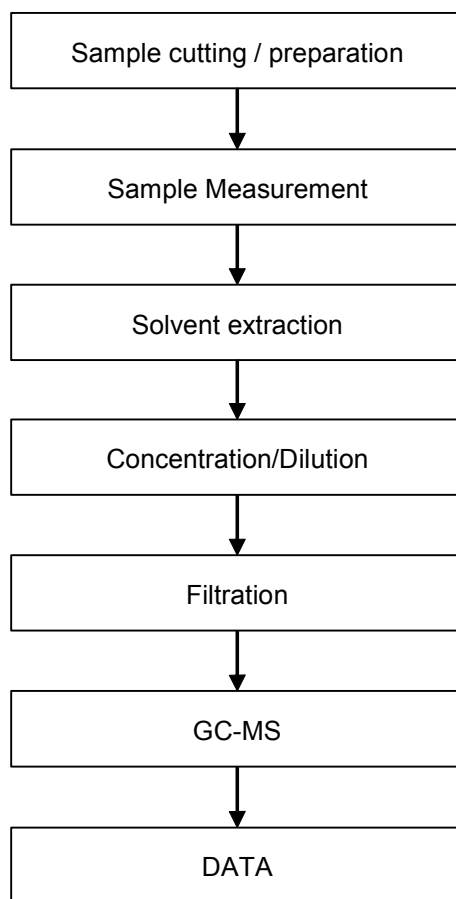 Sample cutting / preparation
Sample Measurement
Solvent extraction
Concentration/Dilution
Filtration
GC-MS
DATA